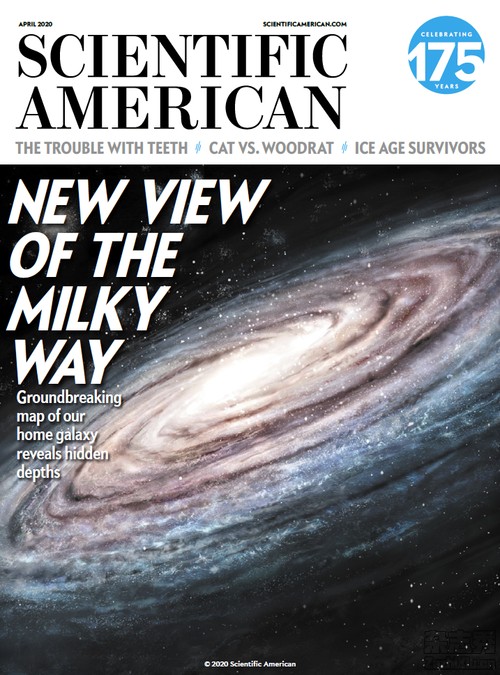 APRIL 2020
SCIENTIFICAMERICAN.COM
SCIENTIFIC
AMERICAN
CELEBRATING
175
YEARS
THE TROUBLE WITH TEETH CAT VS. WOODRAT ICE AGE SURVIVORS
NEW VIEW
OF THE
MILKY
WAY
Groundbreaking
map of our
home galaxy
reveals hidden
depths
© 2020 Scientific American